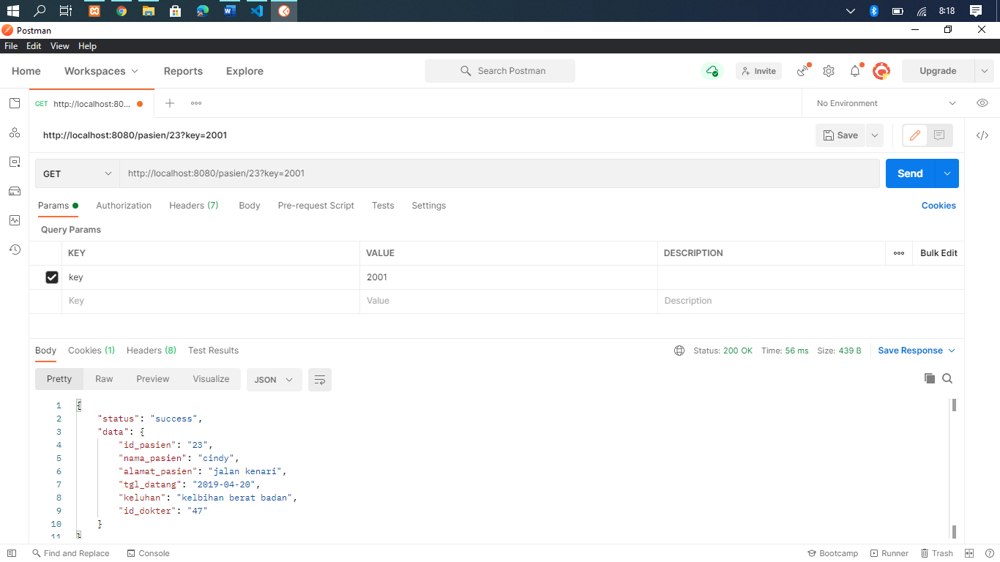 8:18
Postman
File Edit View Help
Home Workspaces Reports Explore Search Postman Invite Upgrade
GET http://localhost:80... No Environment
http://localhost:8080/pasien/23?key=2001 Save
GET http://localhost:8080/pasien/23?key=2001 Send
Params Authorization Headers (7) Body Pre-request Script Tests Settings Cookies
Query Params
KEY VALUE DESCRIPTION Bulk Edit
key 2001
Key Value Description
Body Cookies (1) Headers (8) Test Results Status: 200 OK Time: 56 ms Size: 439 B Save Response
Pretty Raw Preview Visualize JSON
1 {
2 "status": "success",
3 "data": {
4 "id_pasien": "23",
5 "nama_pasien": "cindy",
6 "alamat_pasien": "jalan kenari",
7 "tgl_datang": "2019-04-20",
8 "keluhan": "kelbihan berat badan",
9 "id_dokter": "47"
10 }
11 }
Find and Replace Console Bootcamp Runner Trash